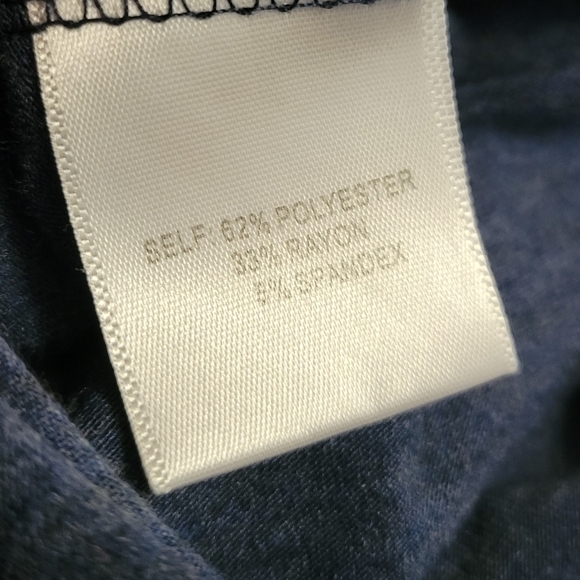 SELF: 62% POLYESTER
33% RAYON
5% SPANDEX